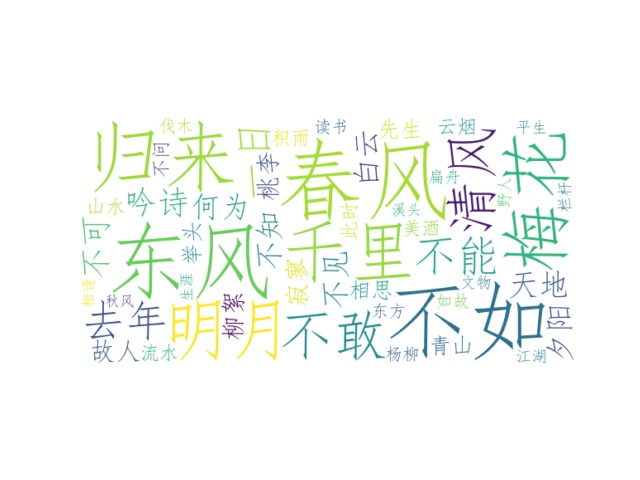 归来
一日
春风
清风
梅花
东风
千里
不如
明月
不敢
不能
去年
吟诗
何为
不可
不知
不见
白云
桃李
天地
夕阳
故人
流水
柳絮
寂寥
相思
美酒
先生
云烟
平生
读书
积雨
伐木
不问
山水
举头
此时
溪头
扁舟
野人
栏杆
文物
如故
东方
杨柳
青山
江湖
秋风
生涯
相逢